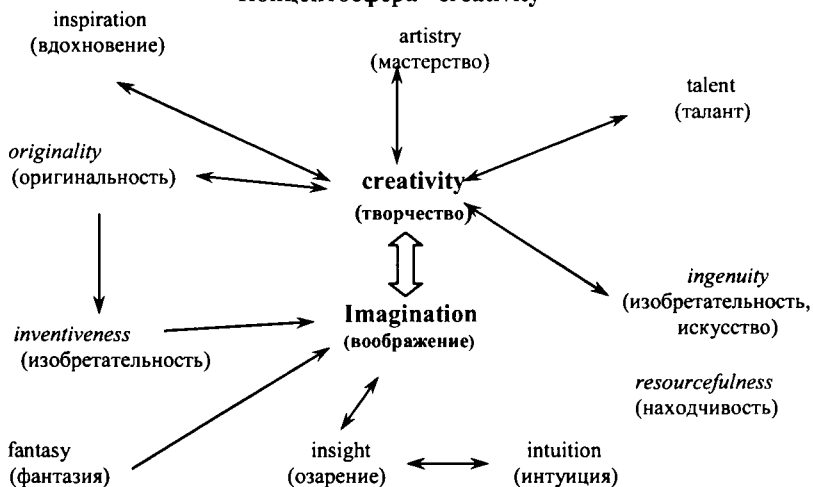 Концептосфера "creativity"
inspiration
(вдохновение)
artistry
(мастерство)
talent
(талант)
originality
(оригинальность)
creativity
(творчество)
ingenuity
(изобретательность,
искусство)
Imagination
(воображение)
inventiveness
(изобретательность)
resourcefulness
(находчивость)
fantasy
(фантазия)
insight
(озарение)
intuition
(интуиция)